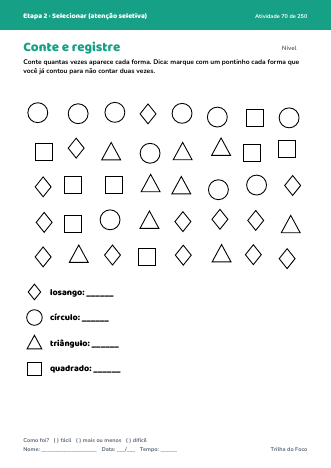 Etapa 2 · Selecionar (atenção seletiva)
Atividade 70 de 250
Conte e registre
Nível
Conte quantas vezes aparece cada forma. Dica: marque com um pontinho cada forma que
você já contou para não contar duas vezes.
losango: ______
círculo: ______
triângulo: ______
quadrado: ______
Como foi? ( ) fácil ( ) mais ou menos ( ) difícil
Nome: ____________________ Data: ___/___ Tempo: ______
Trilha do Foco